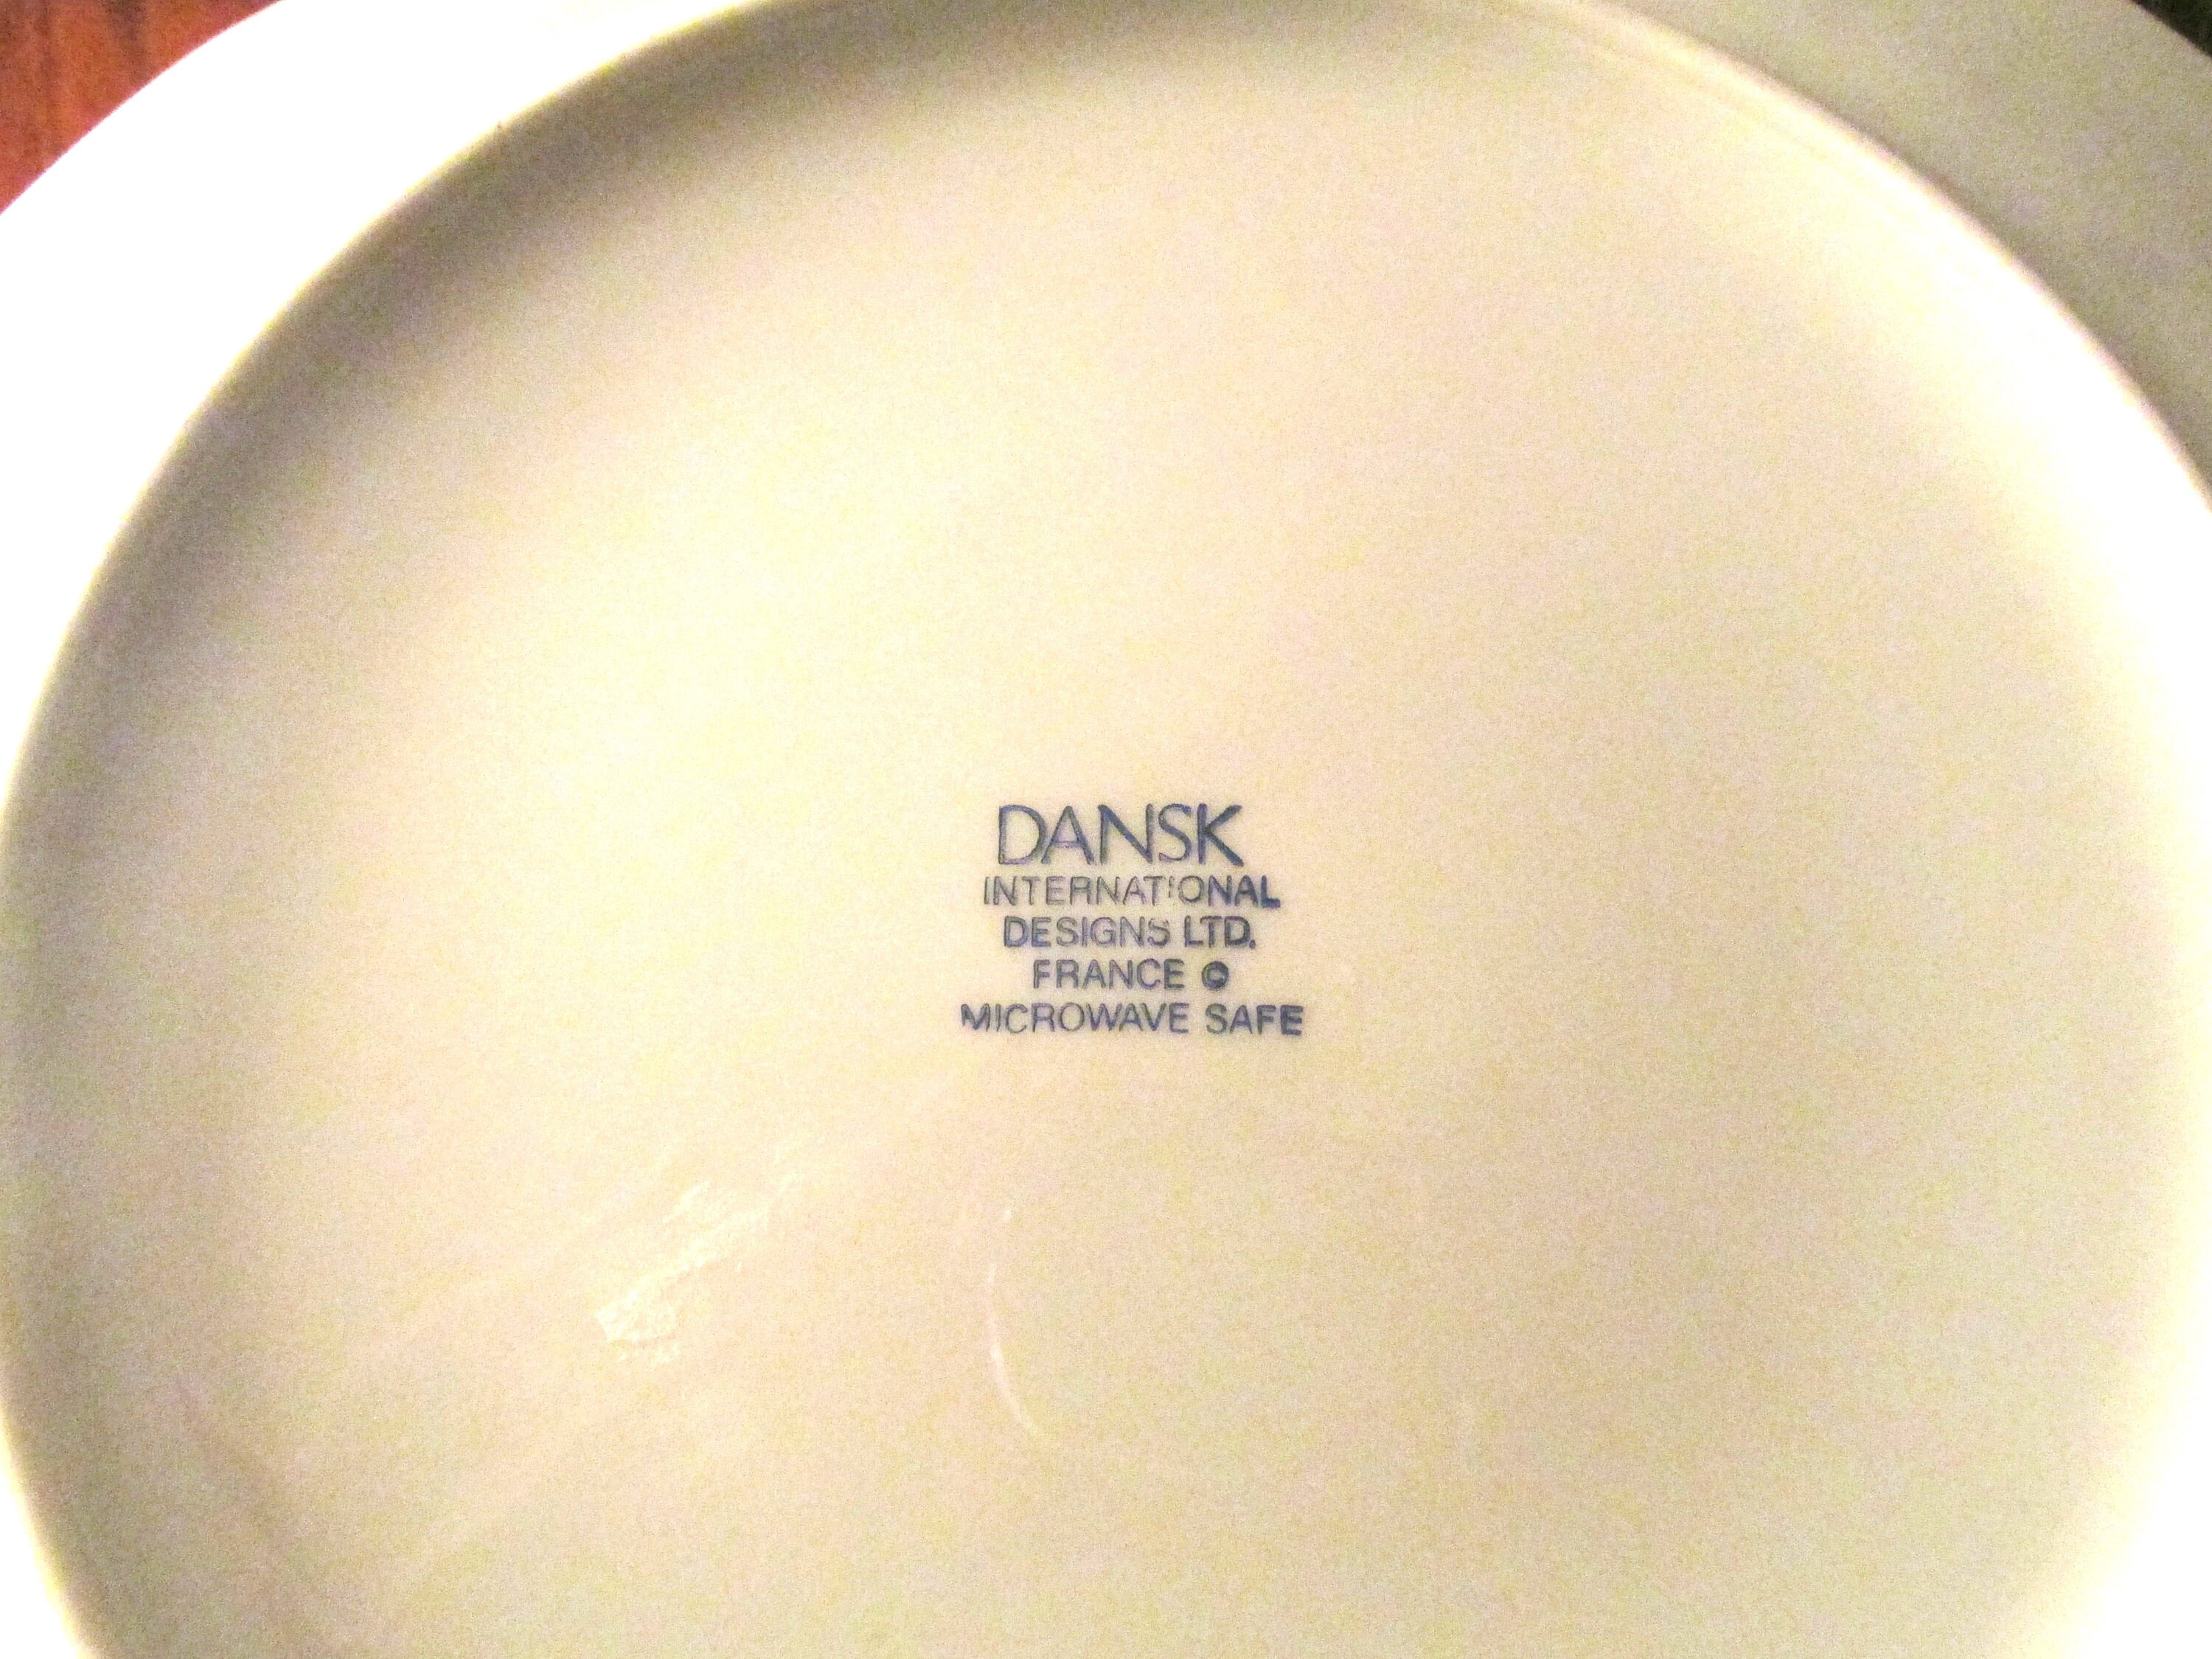 DANSK
INTERNATIONAL
DESIGNS LTD.
FRANCE ©
MICROWAVE SAFE